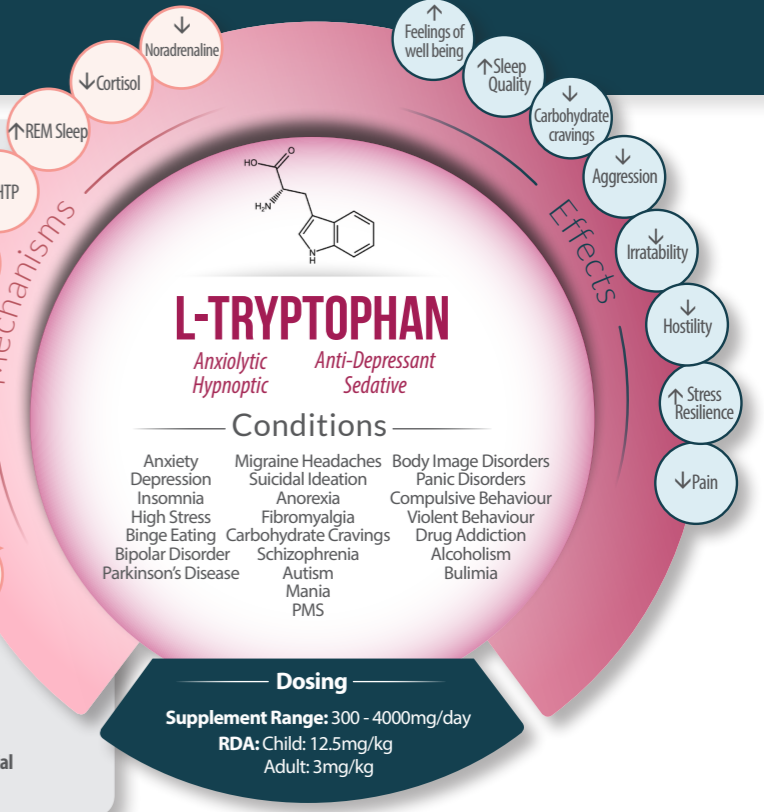 ↓
Noradrenaline
↓Cortisol
↑REM Sleep
HTP
Mechanisms
↑
Feelings of
well being
↑Sleep
Quality
↓
Carbohydrate
cravings
↓
Aggression
↓
Irratability
↓
Hostility
↑ Stress
Resilience
↓Pain
Effects
HO
O
H₂N
N
H
L-TRYPTOPHAN
Anxiolytic Anti-Depressant
Hypnoptic Sedative
Conditions
Anxiety Migraine Headaches Body Image Disorders
Depression Suicidal Ideation Panic Disorders
Insomnia Anorexia Compulsive Behaviour
High Stress Fibromyalgia Violent Behaviour
Binge Eating Carbohydrate Cravings Drug Addiction
Bipolar Disorder Schizophrenia Alcoholism
Parkinson's Disease Autism Bulimia
Mania
PMS
Dosing
Supplement Range: 300 - 4000mg/day
RDA: Child: 12.5mg/kg
Adult: 3mg/kg
al